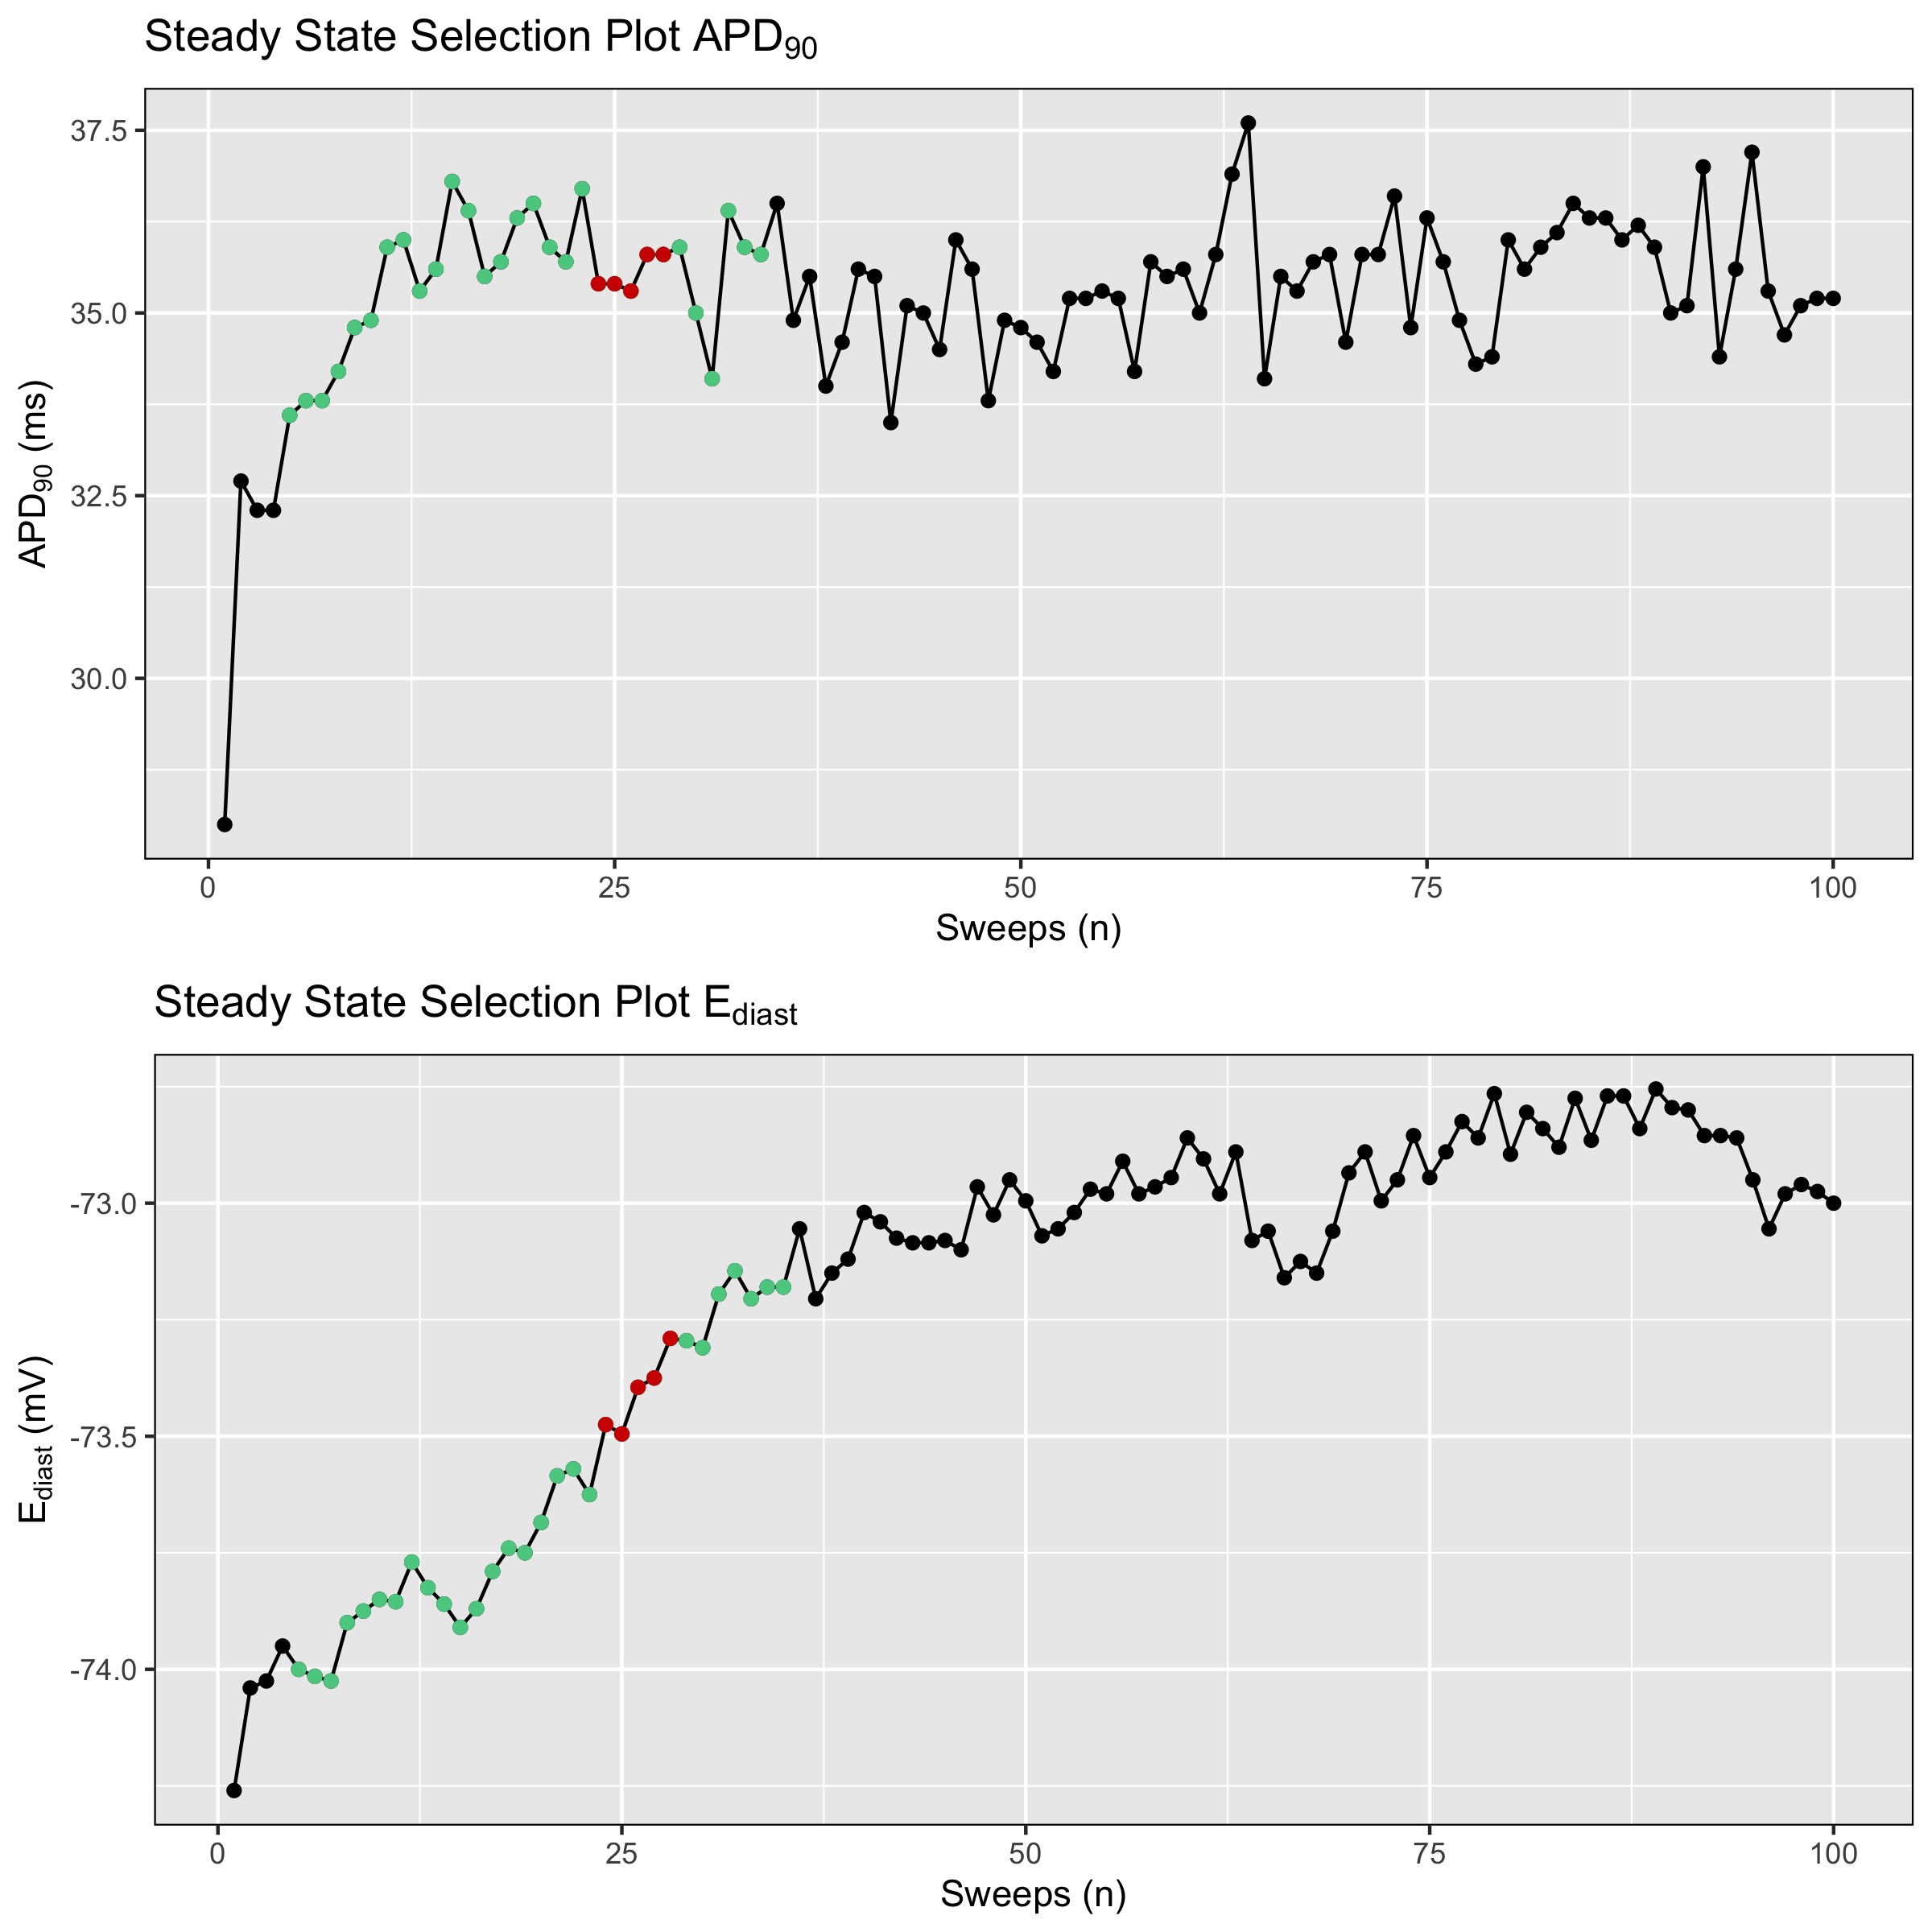 Steady State Selection Plot APD90
37.5
35.0
32.5
30.0
APD90 (ms)
0 25 50 75 100
Sweeps (n)
Steady State Selection Plot Ediast
-73.0
-73.5
-74.0
Ediast (mV)
0 25 50 75 100
Sweeps (n)